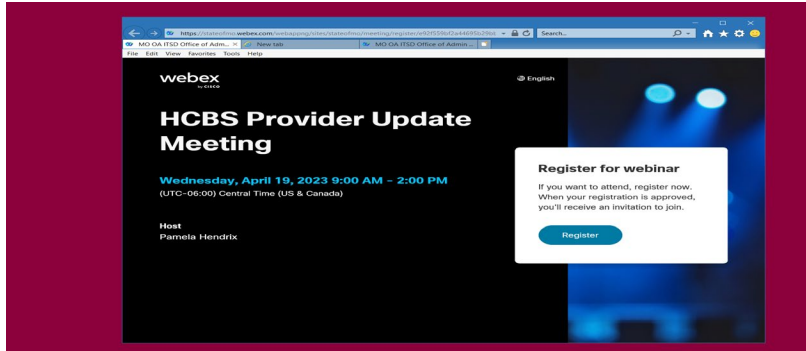 https://stateofmo.webex.com/webappng/sites/stateofmo/meeting/register/
Search...
MO OA ITSD Office of Adm...
New tab
MO OA ITSD Office of Admin ...
File Edit View Favorites Tools Help
webex
by CISCO
English
HCBS Provider Update
Meeting
Wednesday, April 19, 2023 9:00 AM - 2:00 PM
(UTC-06:00) Central Time (US & Canada)
Host
Pamela Hendrix
Register for webinar
If you want to attend, register now.
When your registration is approved,
you'll receive an invitation to join.
Register